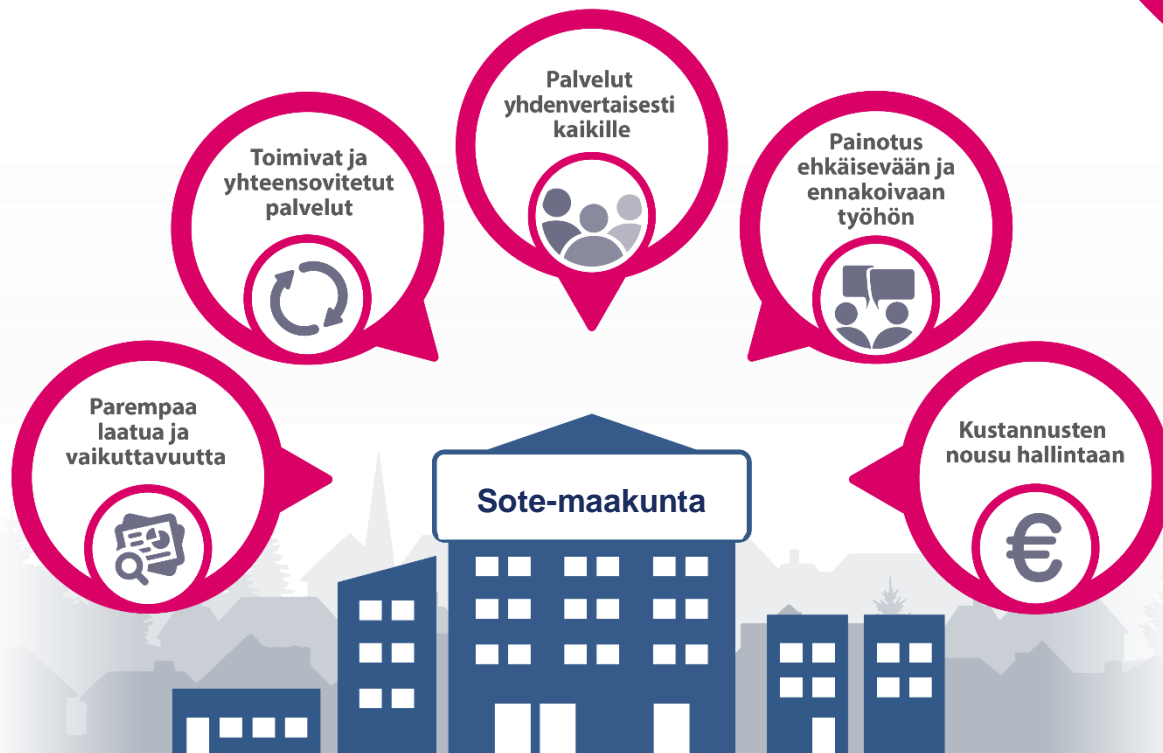 Parempaa
laatua ja
vaikuttavuutta
Toimivat ja
yhteensovitetut
palvelut
Palvelut
yhdenvertaisesti
kaikille
Painotus
ehkäisevään ja
ennakoivaan
työhön
Kustannusten
nousu hallintaan
€
Sote-maakunta